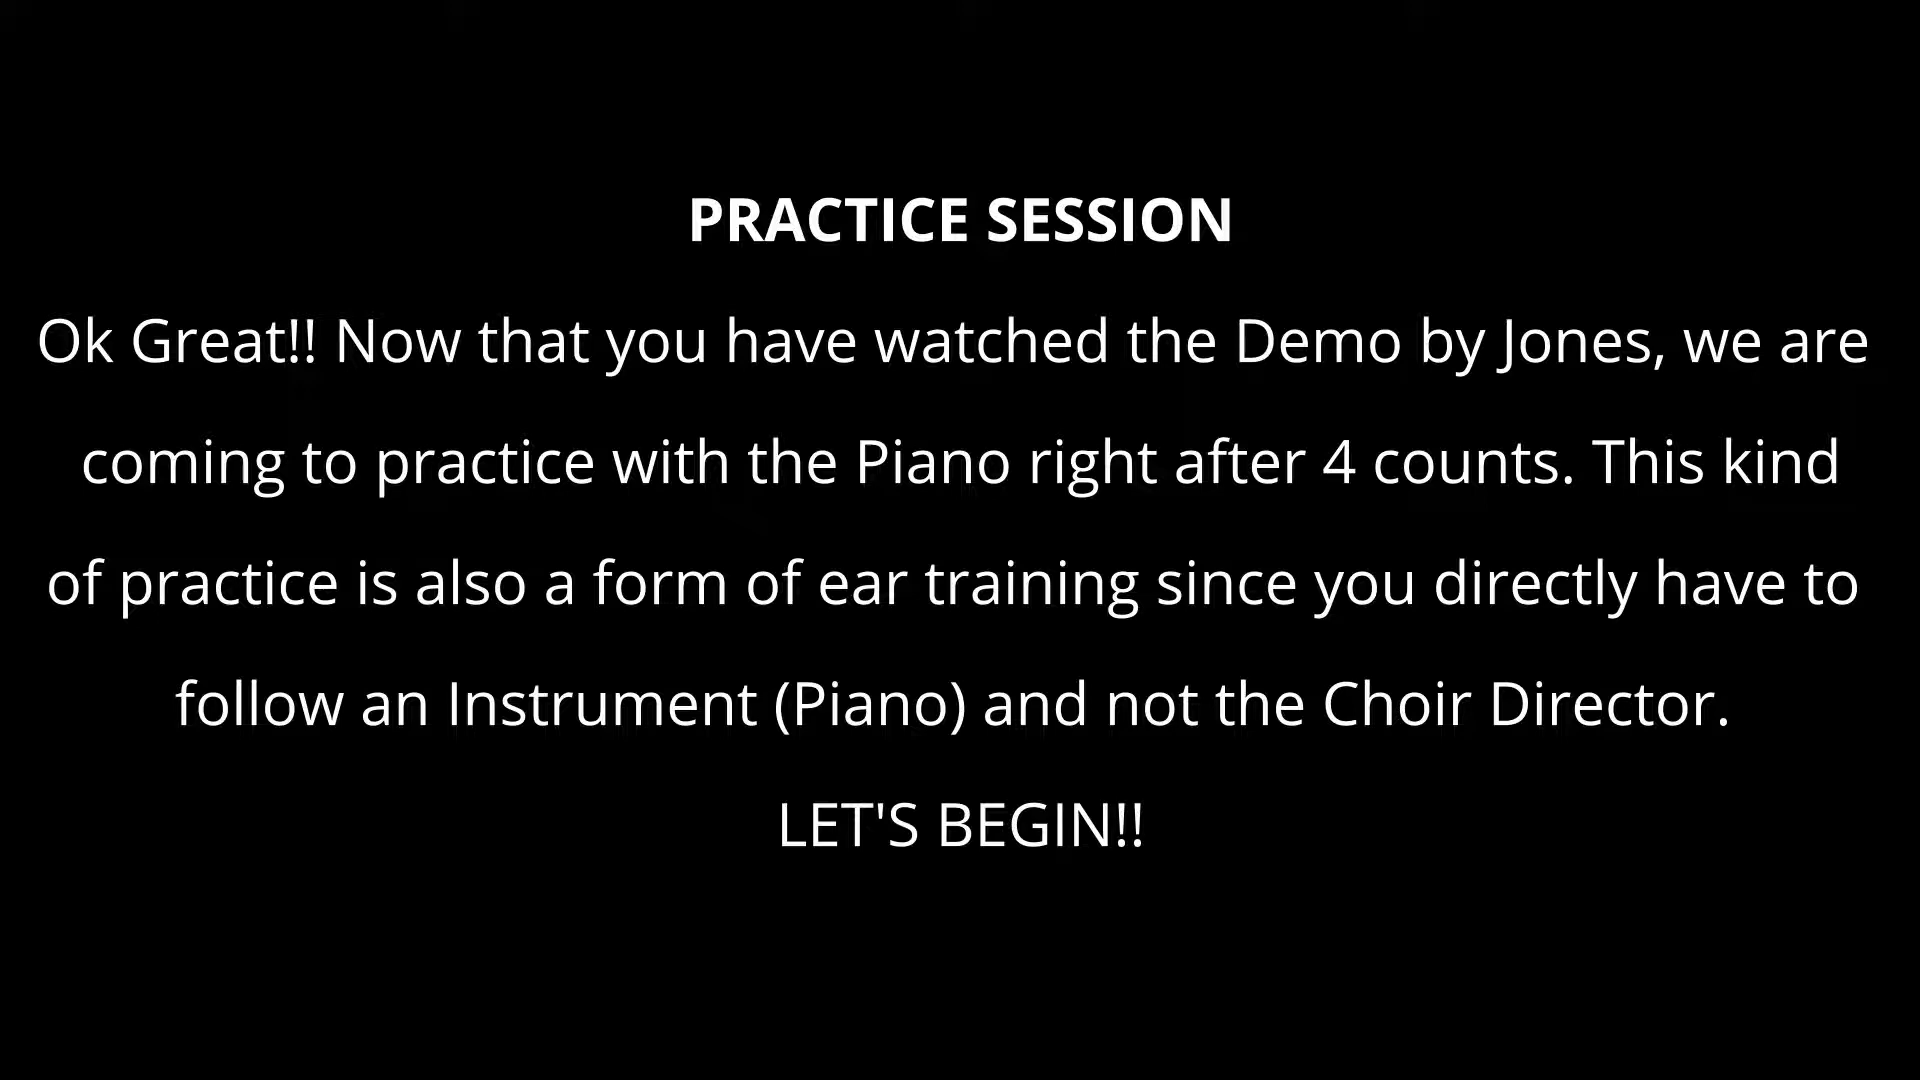 PRACTICE SESSION
Ok Great!! Now that you have watched the Demo by Jones, we are
coming to practice with the Piano right after 4 counts. This kind
of practice is also a form of ear training since you directly have to
follow an Instrument (Piano) and not the Choir Director.
LET'S BEGIN!!